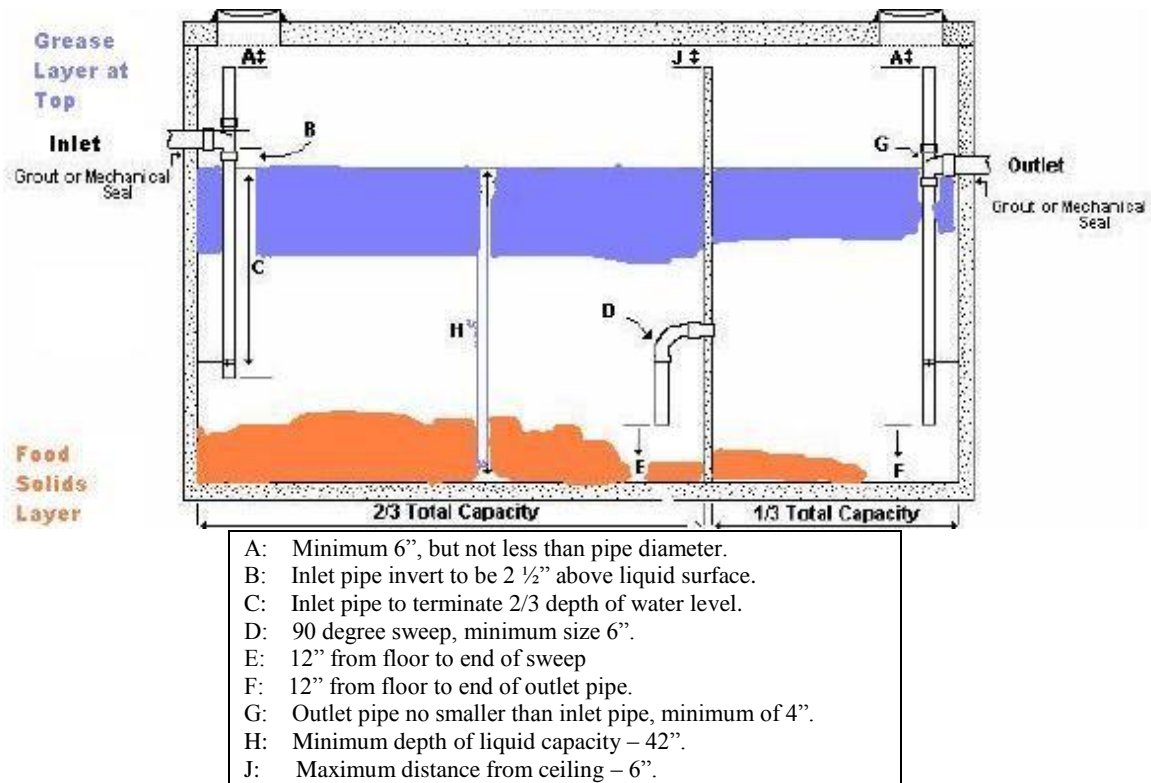 Grease
Layer at
Top
A
J
A
B
G
Inlet
Outlet
Grout or Mechanical
Seal
Grout or Mechanical
Seal
C
D
H
Food
Solids
Layer
E
F
2/3 Total Capacity
1/3 Total Capacity
A: Minimum 6”, but not less than pipe diameter.
B: Inlet pipe invert to be 2 ½” above liquid surface.
C: Inlet pipe to terminate 2/3 depth of water level.
D: 90 degree sweep, minimum size 6”.
E: 12” from floor to end of sweep
F: 12” from floor to end of outlet pipe.
G: Outlet pipe no smaller than inlet pipe, minimum of 4”.
H: Minimum depth of liquid capacity – 42”.
J: Maximum distance from ceiling – 6”.